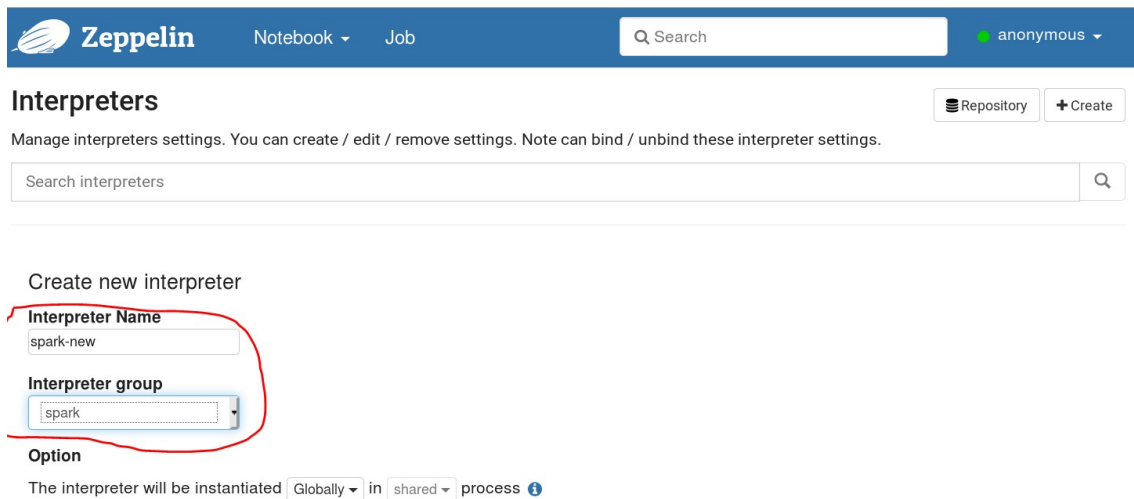 Zeppelin Notebook Job Search anonymous
Interpreters
Repository Create
Manage interpreters settings. You can create / edit / remove settings. Note can bind / unbind these interpreter settings.
Search interpreters
Create new interpreter
Interpreter Name
spark-new
Interpreter group
spark
Option
The interpreter will be instantiated Globally in shared process